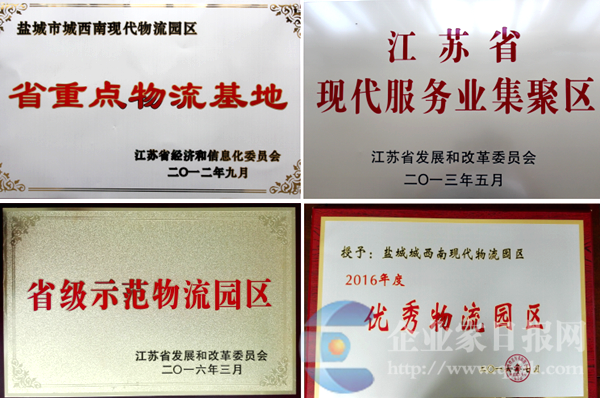 盐城市城西南现代物流园区
省重点物流基地
江苏省经济和信息化委员会
二〇一二年九月
江苏省
现代服务业集聚区
江苏省发展和改革委员会
二〇一三年五月
省级示范物流园区
江苏省发展和改革委员会
二〇一六年三月
授予：盐城城西南现代物流园区
2016年度
优秀物流园区
企业家日报网